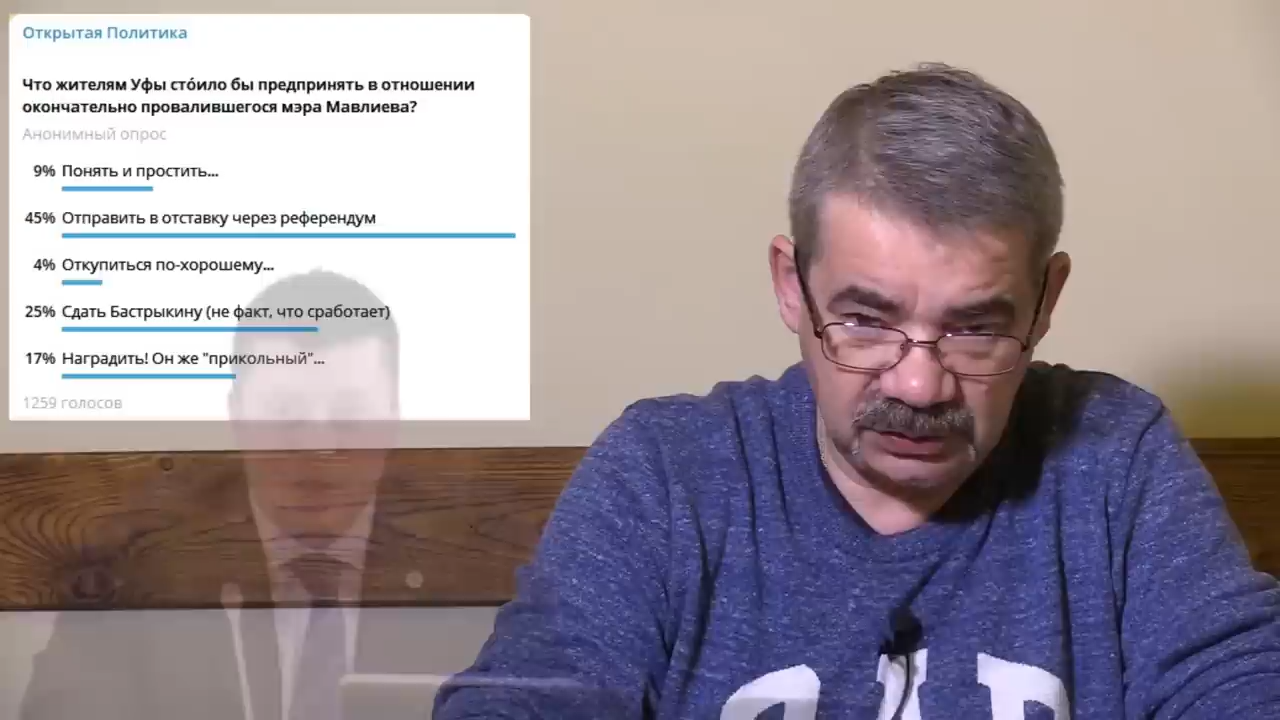 Открытая Политика
Что жителям Уфы сто́ило бы предпринять в отношении
окончательно провалившегося мэра Мавлиева?
Анонимный опрос
9% Понять и простить...
45% Отправить в отставку через референдум
4% Откупиться по-хорошему...
25% Сдать Бастрыкину (не факт, что сработает)
17% Наградить! Он же "прикольный"...
1259 голосов